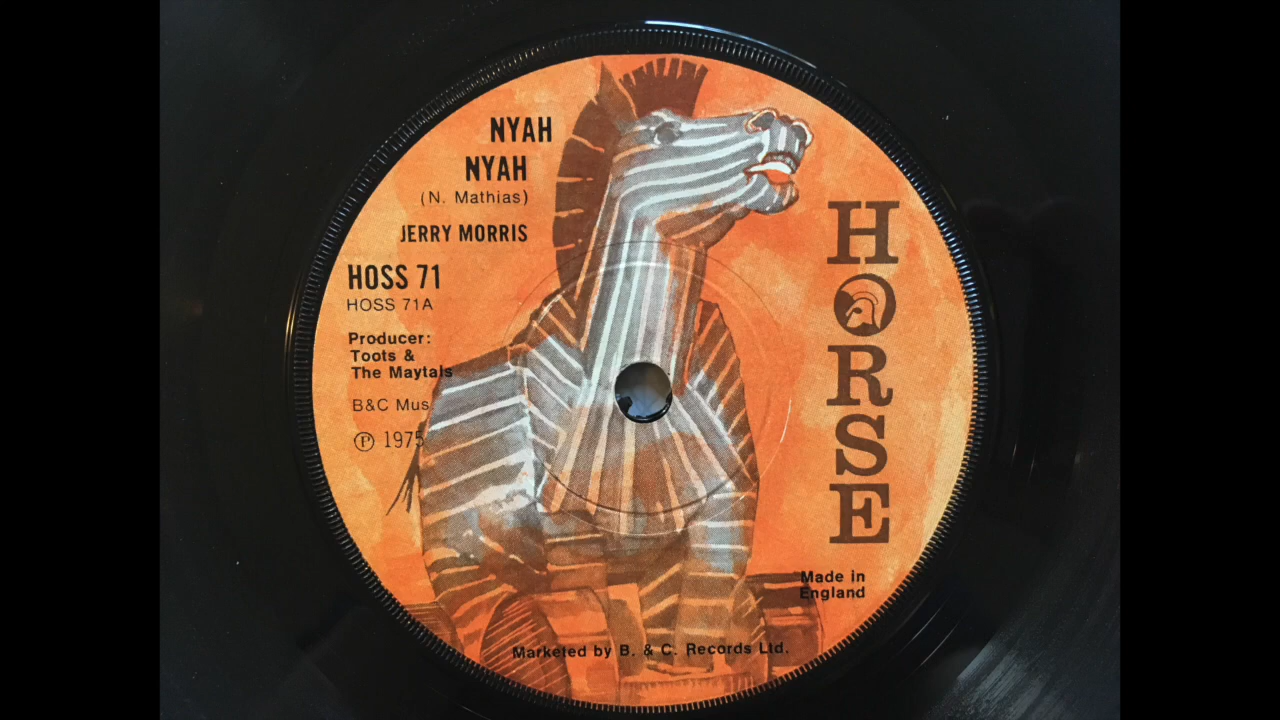 NYAH
NYAH
(N. Mathias)
JERRY MORRIS
HOSS 71
HOSS 71A
Producer:
Toots &
The Maytals
B&C Mus.
℗ 1975
HORSE
Made in
England
Marketed by B. & C. Records Ltd.